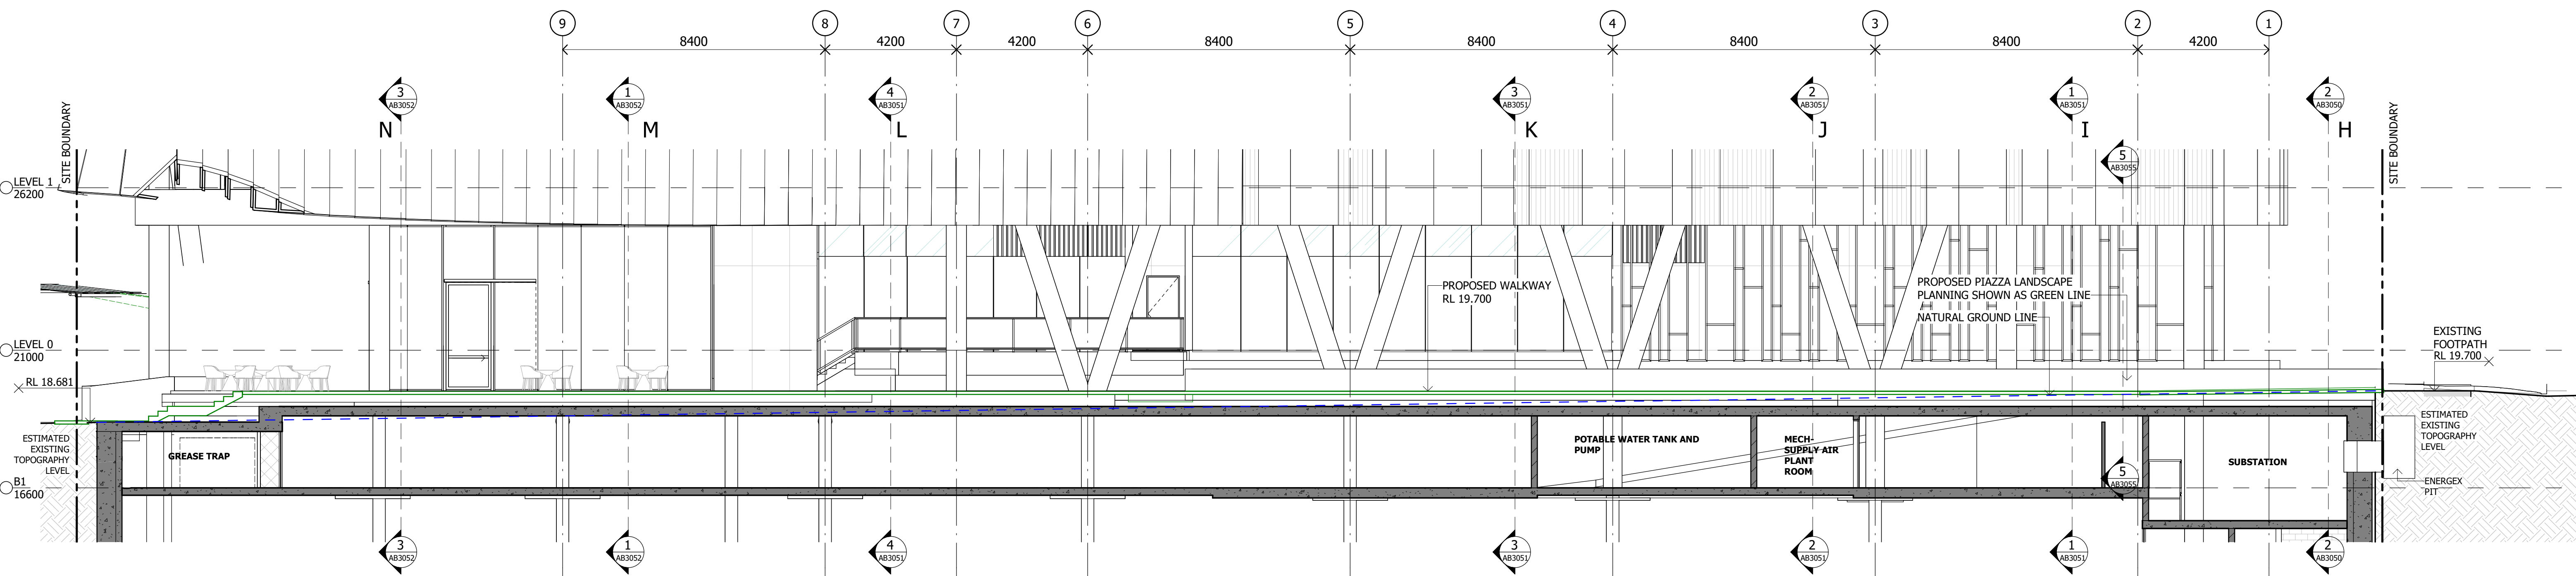 9
8
7
6
5
4
3
2
1
8400
4200
4200
8400
8400
8400
8400
4200
3
AB3052
N
1
AB3052
M
4
AB3051
L
3
AB3051
K
2
AB3051
J
1
AB3051
I
2
AB3050
H
5
AB3055
SITE BOUNDARY
SITE BOUNDARY
LEVEL 1
26200
LEVEL 0
21000
RL 18.681
PROPOSED WALKWAY
RL 19.700
PROPOSED PIAZZA LANDSCAPE
PLANNING SHOWN AS GREEN LINE
NATURAL GROUND LINE
EXISTING
FOOTPATH
RL 19.700
ESTIMATED
EXISTING
TOPOGRAPHY
LEVEL
B1
16600
GREASE TRAP
POTABLE WATER TANK AND
PUMP
MECH-
SUPPLY AIR
PLANT
ROOM
5
AB3055
SUBSTATION
ESTIMATED
EXISTING
TOPOGRAPHY
LEVEL
ENERGEX
PIT
3
AB3052
1
AB3052
4
AB3051
3
AB3051
2
AB3051
1
AB3051
2
AB3050